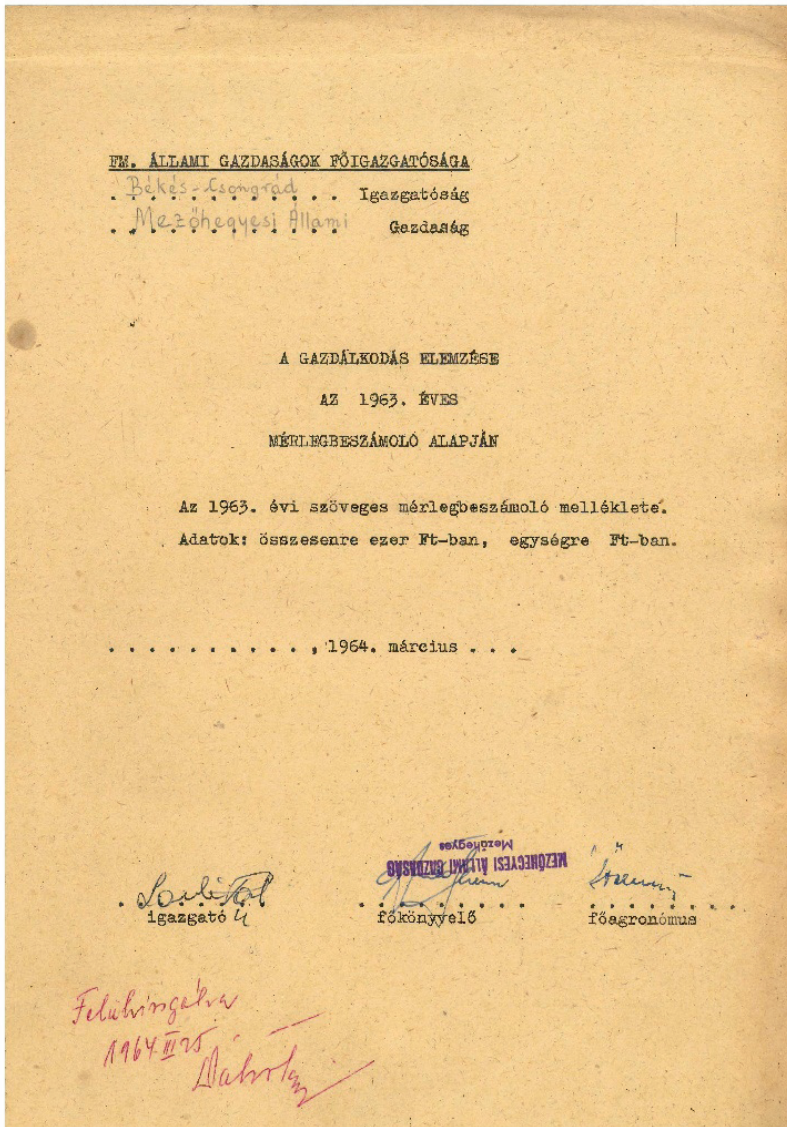 FM. ÁLLAMI GAZDASÁGOK FŐIGAZGATÓSÁGA
Békés-Csongrád Igazgatóság
Mezőhegyesi Állami Gazdaság
A GAZDÁLKODÁS ELEMZÉSE
AZ 1963. ÉVES
MÉRLEGBESZÁMOLÓ ALAPJÁN
Az 1963. évi szöveges mérlegbeszámoló melléklete.
Adatok: összesenre ezer Ft-ban, egységre Ft-ban.
. . . . . . . . . . . , 1964. március . . .
MEZŐHEGYESI ÁLLAMI GAZDASÁG
Mezőhegyes
igazgató
főkönyvelő
főagronómus
Felülvizsgálva
1964 III 25